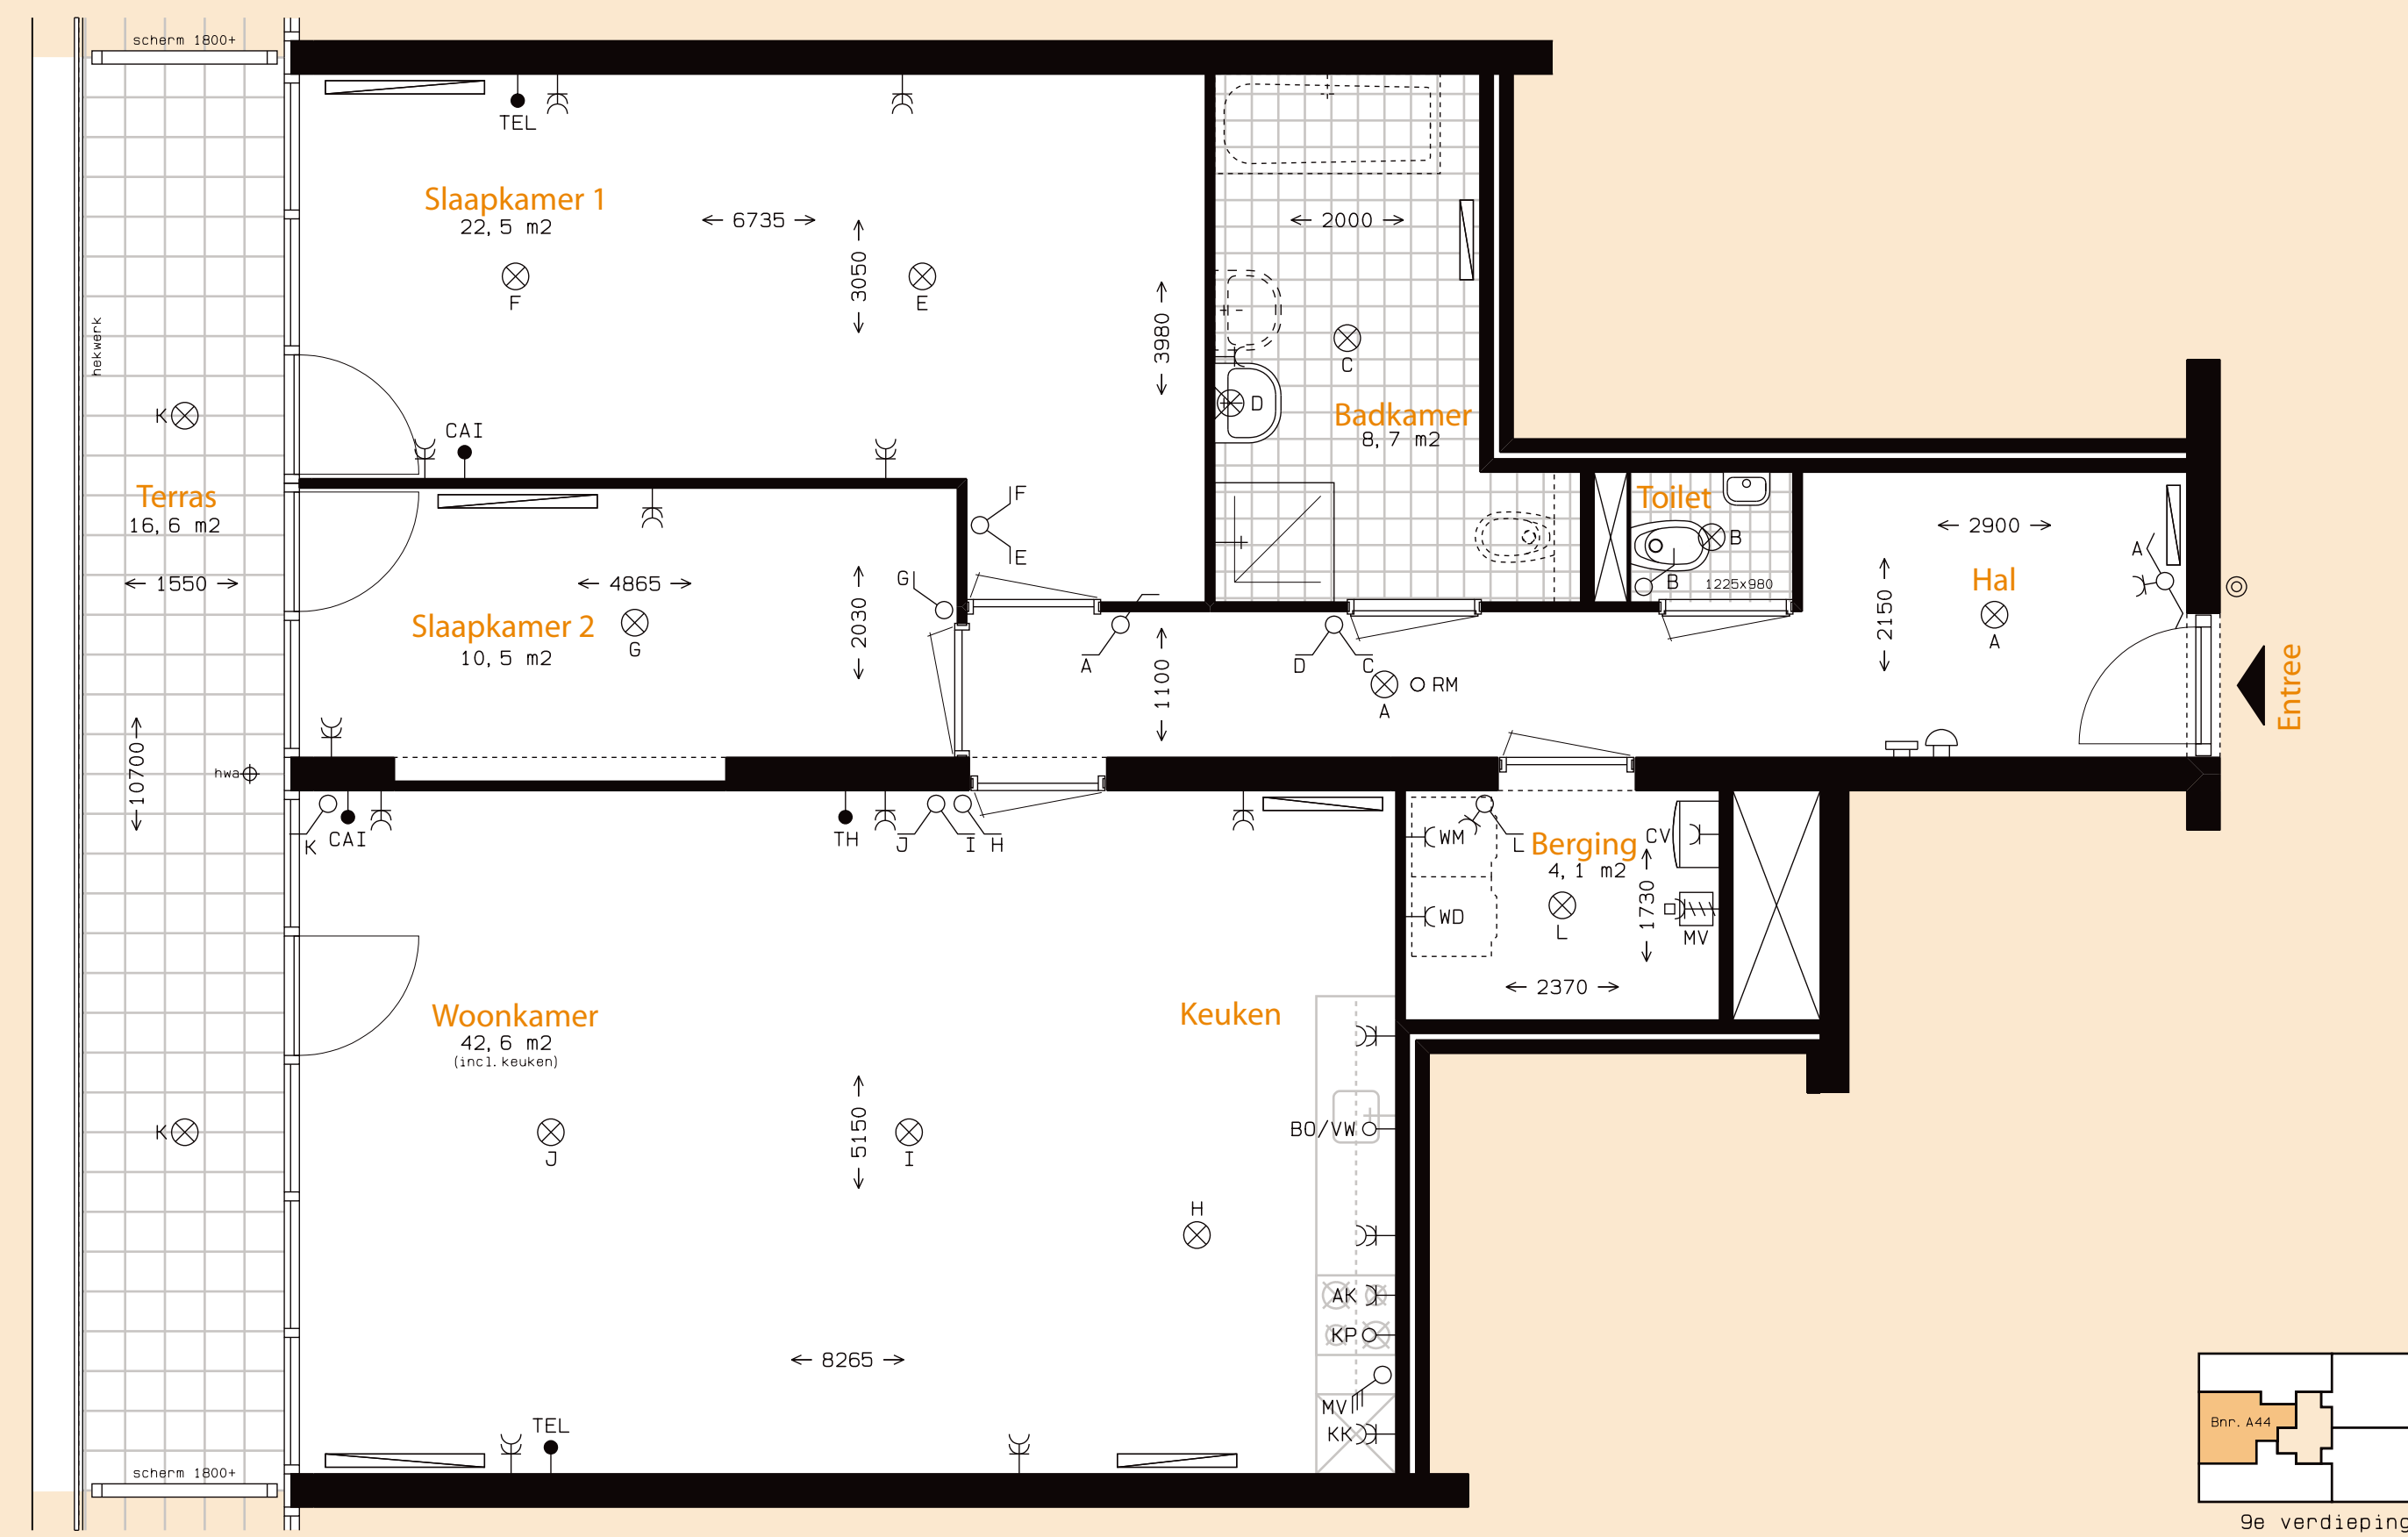 scherm 1800+
TEL
Slaapkamer 1
22,5 m2
6735
3050
3980
F
E
2000
C
D
Badkamer
8,7 m2
hekwerk
K
CAI
Terras
16,6 m2
1550
10700
hwa
F
E
G
4865
Slaapkamer 2
10,5 m2
G
2030
Toilet
B
B
1225x980
2900
Hal
A
A
2150
Entree
A
1100
D
C
A
RM
K
CAI
TH
J
I
H
WM
WD
L
Berging
4,1 m2
CV
1730
L
MV
2370
Woonkamer
42,6 m2
(incl.keuken)
Keuken
K
J
I
5150
BO/VW
H
AK
KP
8265
MV
KK
TEL
scherm 1800+
Bnr. A44
9e verdieping